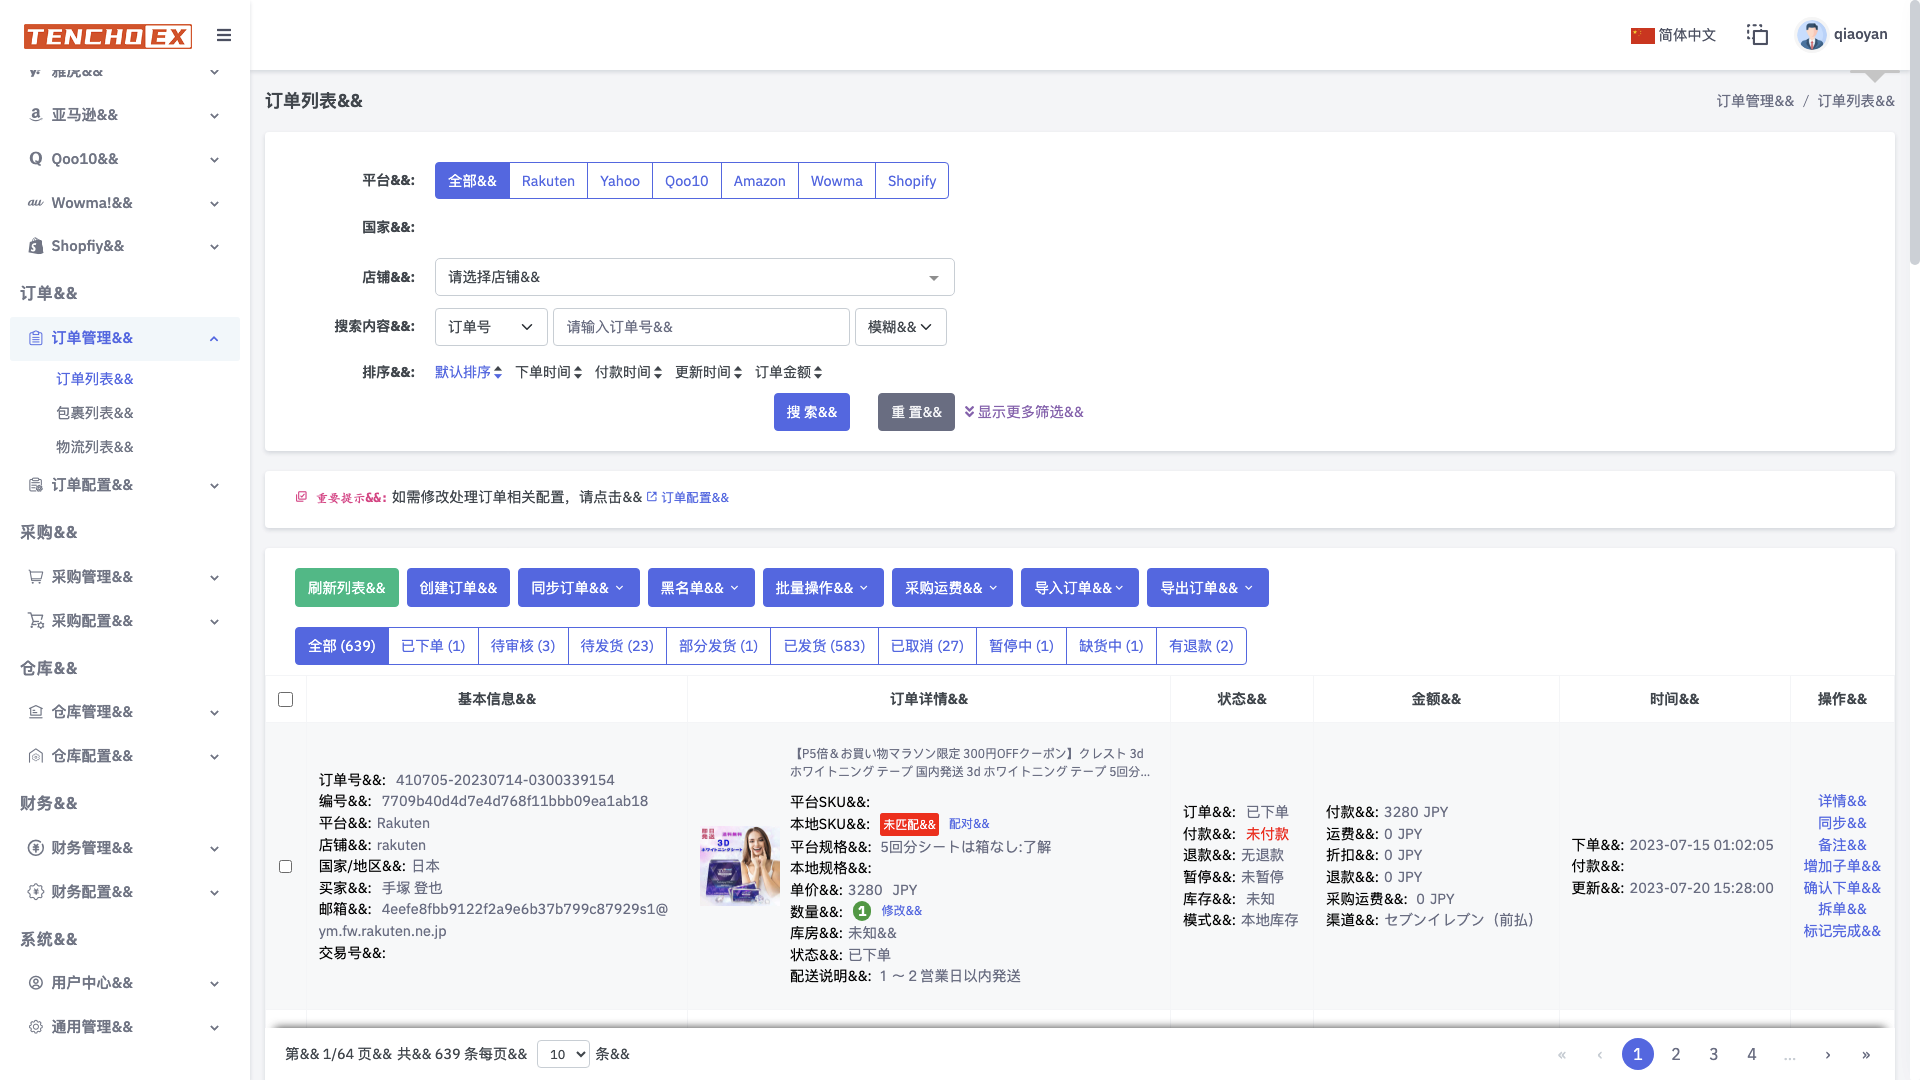 TENCHO EX
简体中文
qiaoyan
雅虎&&
亚马逊&&
Qoo10&&
Wowma!&&
Shopfiy&&
订单&&
订单管理&&
订单列表&&
包裹列表&&
物流列表&&
订单配置&&
采购&&
采购管理&&
采购配置&&
仓库&&
仓库管理&&
仓库配置&&
财务&&
财务管理&&
财务配置&&
系统&&
用户中心&&
通用管理&&
订单列表&&
订单管理&& / 订单列表&&
平台&&: 全部&& Rakuten Yahoo Qoo10 Amazon Wowma Shopify
国家&&:
店铺&&: 请选择店铺&&
搜索内容&&: 订单号 请输入订单号&& 模糊&&
排序&&: 默认排序 下单时间 付款时间 更新时间 订单金额
搜 索&& 重 置&& 显示更多筛选&&
重要提示&&: 如需修改处理订单相关配置，请点击&& 订单配置&&
刷新列表&& 创建订单&& 同步订单&& 黑名单&& 批量操作&& 采购运费&& 导入订单&& 导出订单&&
全部 (639) 已下单 (1) 待审核 (3) 待发货 (23) 部分发货 (1) 已发货 (583) 已取消 (27) 暂停中 (1) 缺货中 (1) 有退款 (2)
基本信息&& 订单详情&& 状态&& 金额&& 时间&& 操作&&
订单号&&: 410705-20230714-0300339154
编号&&: 7709b40d4d7e4d768f11bbb09ea1ab18
平台&&: Rakuten
店铺&&: rakuten
国家/地区&&: 日本
买家&&: 手塚 登也
邮箱&&: 4eefe8fbb9122f2a9e6b37b799c87929s1@
ym.fw.rakuten.ne.jp
交易号&&:
3D
ホワイトニングシート
【P5倍＆お買い物マラソン限定 300円OFFクーポン】クレスト 3d
ホワイトニング テープ 国内発送 3d ホワイトニング テープ 5回分...
平台SKU&&:
本地SKU&&: 未匹配&& 配对&&
平台规格&&: 5回分シートは箱なし:了解
本地规格&&:
单价&&: 3280 JPY
数量&&: 1 修改&&
库房&&: 未知&&
状态&&: 已下单
配送说明&&: １～２営業日以内発送
订单&&: 已下单
付款&&: 未付款
退款&&: 无退款
暂停&&: 未暂停
库存&&: 未知
模式&&: 本地库存
付款&&: 3280 JPY
运费&&: 0 JPY
折扣&&: 0 JPY
退款&&: 0 JPY
采购运费&&: 0 JPY
渠道&&: セブンイレブン（前払）
下单&&: 2023-07-15 01:02:05
付款&&:
更新&&: 2023-07-20 15:28:00
详情&&
同步&&
备注&&
增加子单&&
确认下单&&
拆单&&
标记完成&&
第&& 1/64 页&& 共&& 639 条每页&& 10 条&&
« ‹ 1 2 3 4 ... › »